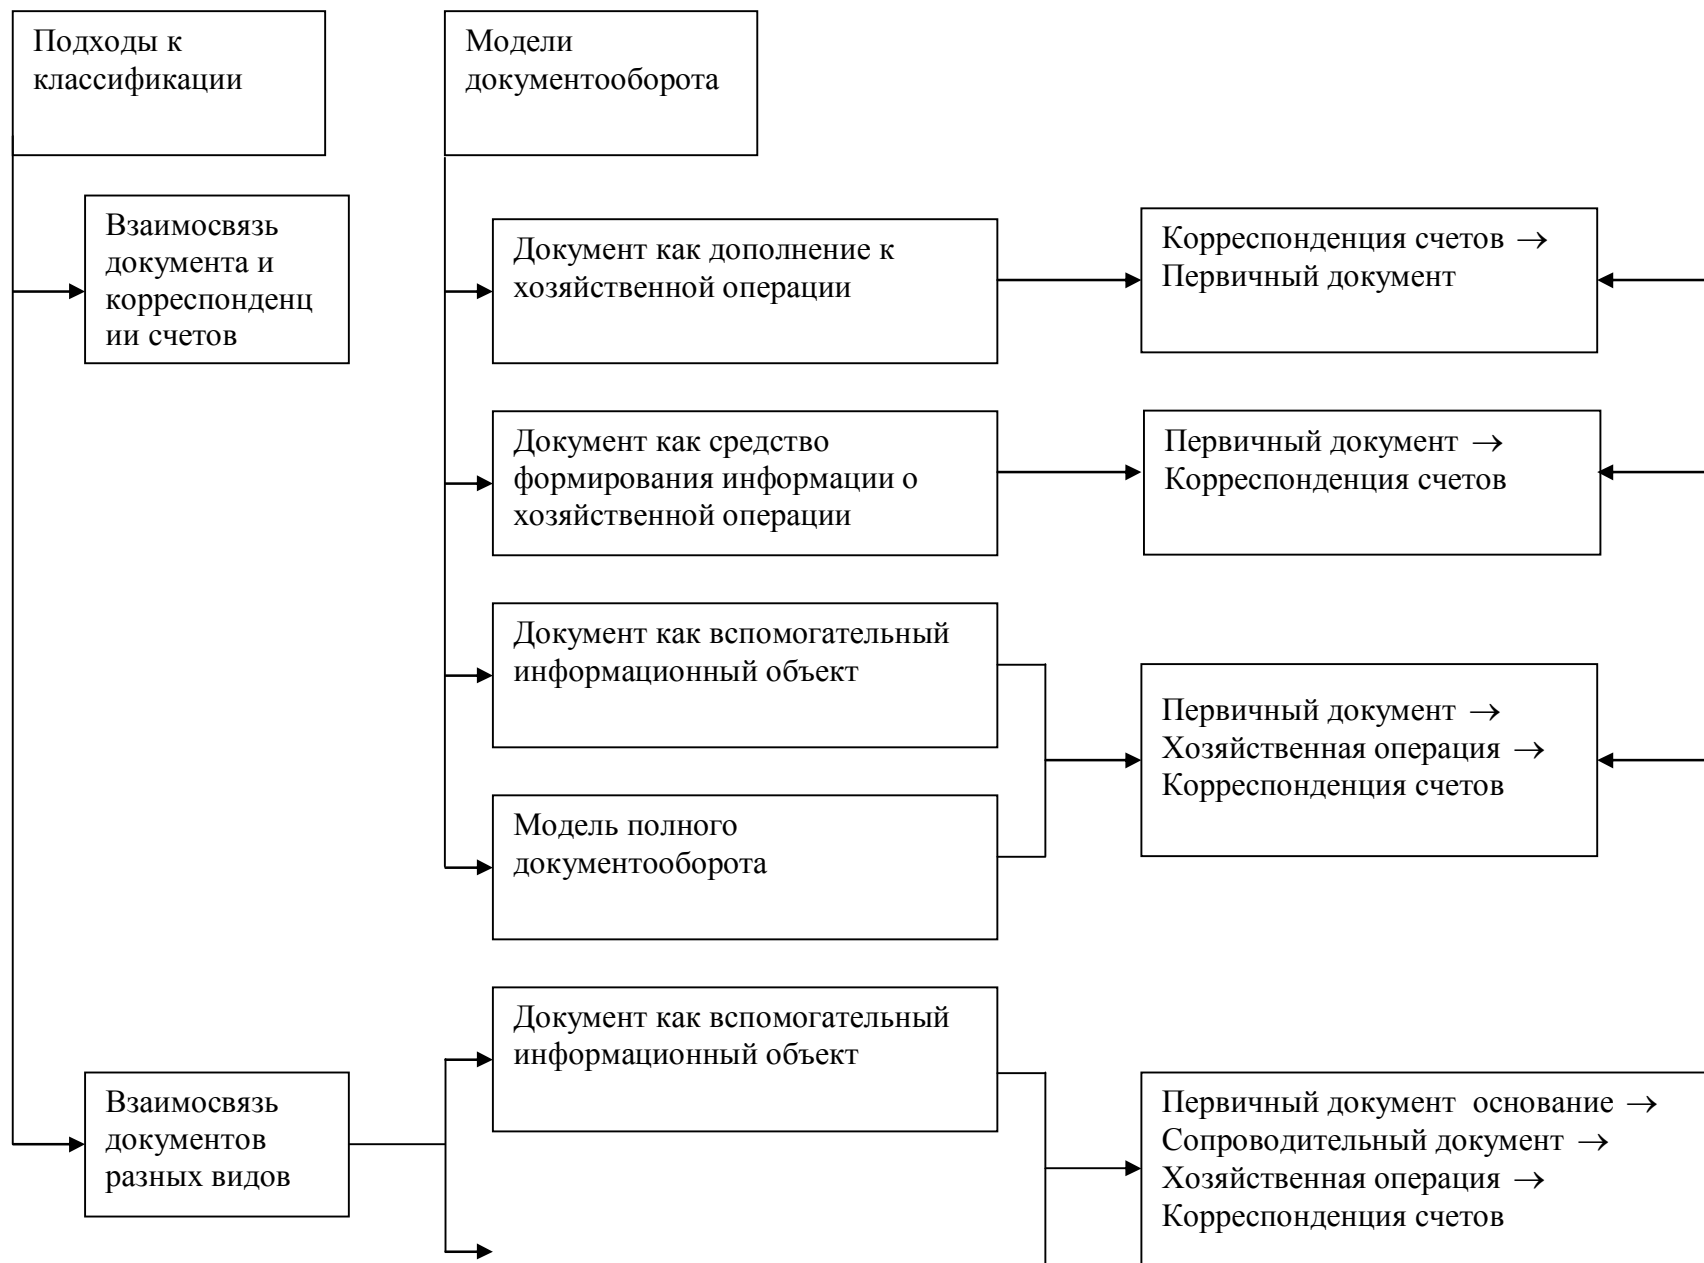 Подходы к
классификации
Модели
документооборота
Взаимосвязь
документа и
корреспонденц
ии счетов
Документ как дополнение к
хозяйственной операции
Корреспонденция счетов →
Первичный документ
Документ как средство
формирования информации о
хозяйственной операции
Первичный документ →
Корреспонденция счетов
Документ как вспомогательный
информационный объект
Модель полного
документооборота
Первичный документ →
Хозяйственная операция →
Корреспонденция счетов
Взаимосвязь
документов
разных видов
Документ как вспомогательный
информационный объект
Первичный документ  основание →
Сопроводительный документ →
Хозяйственная операция →
Корреспонденция счетов